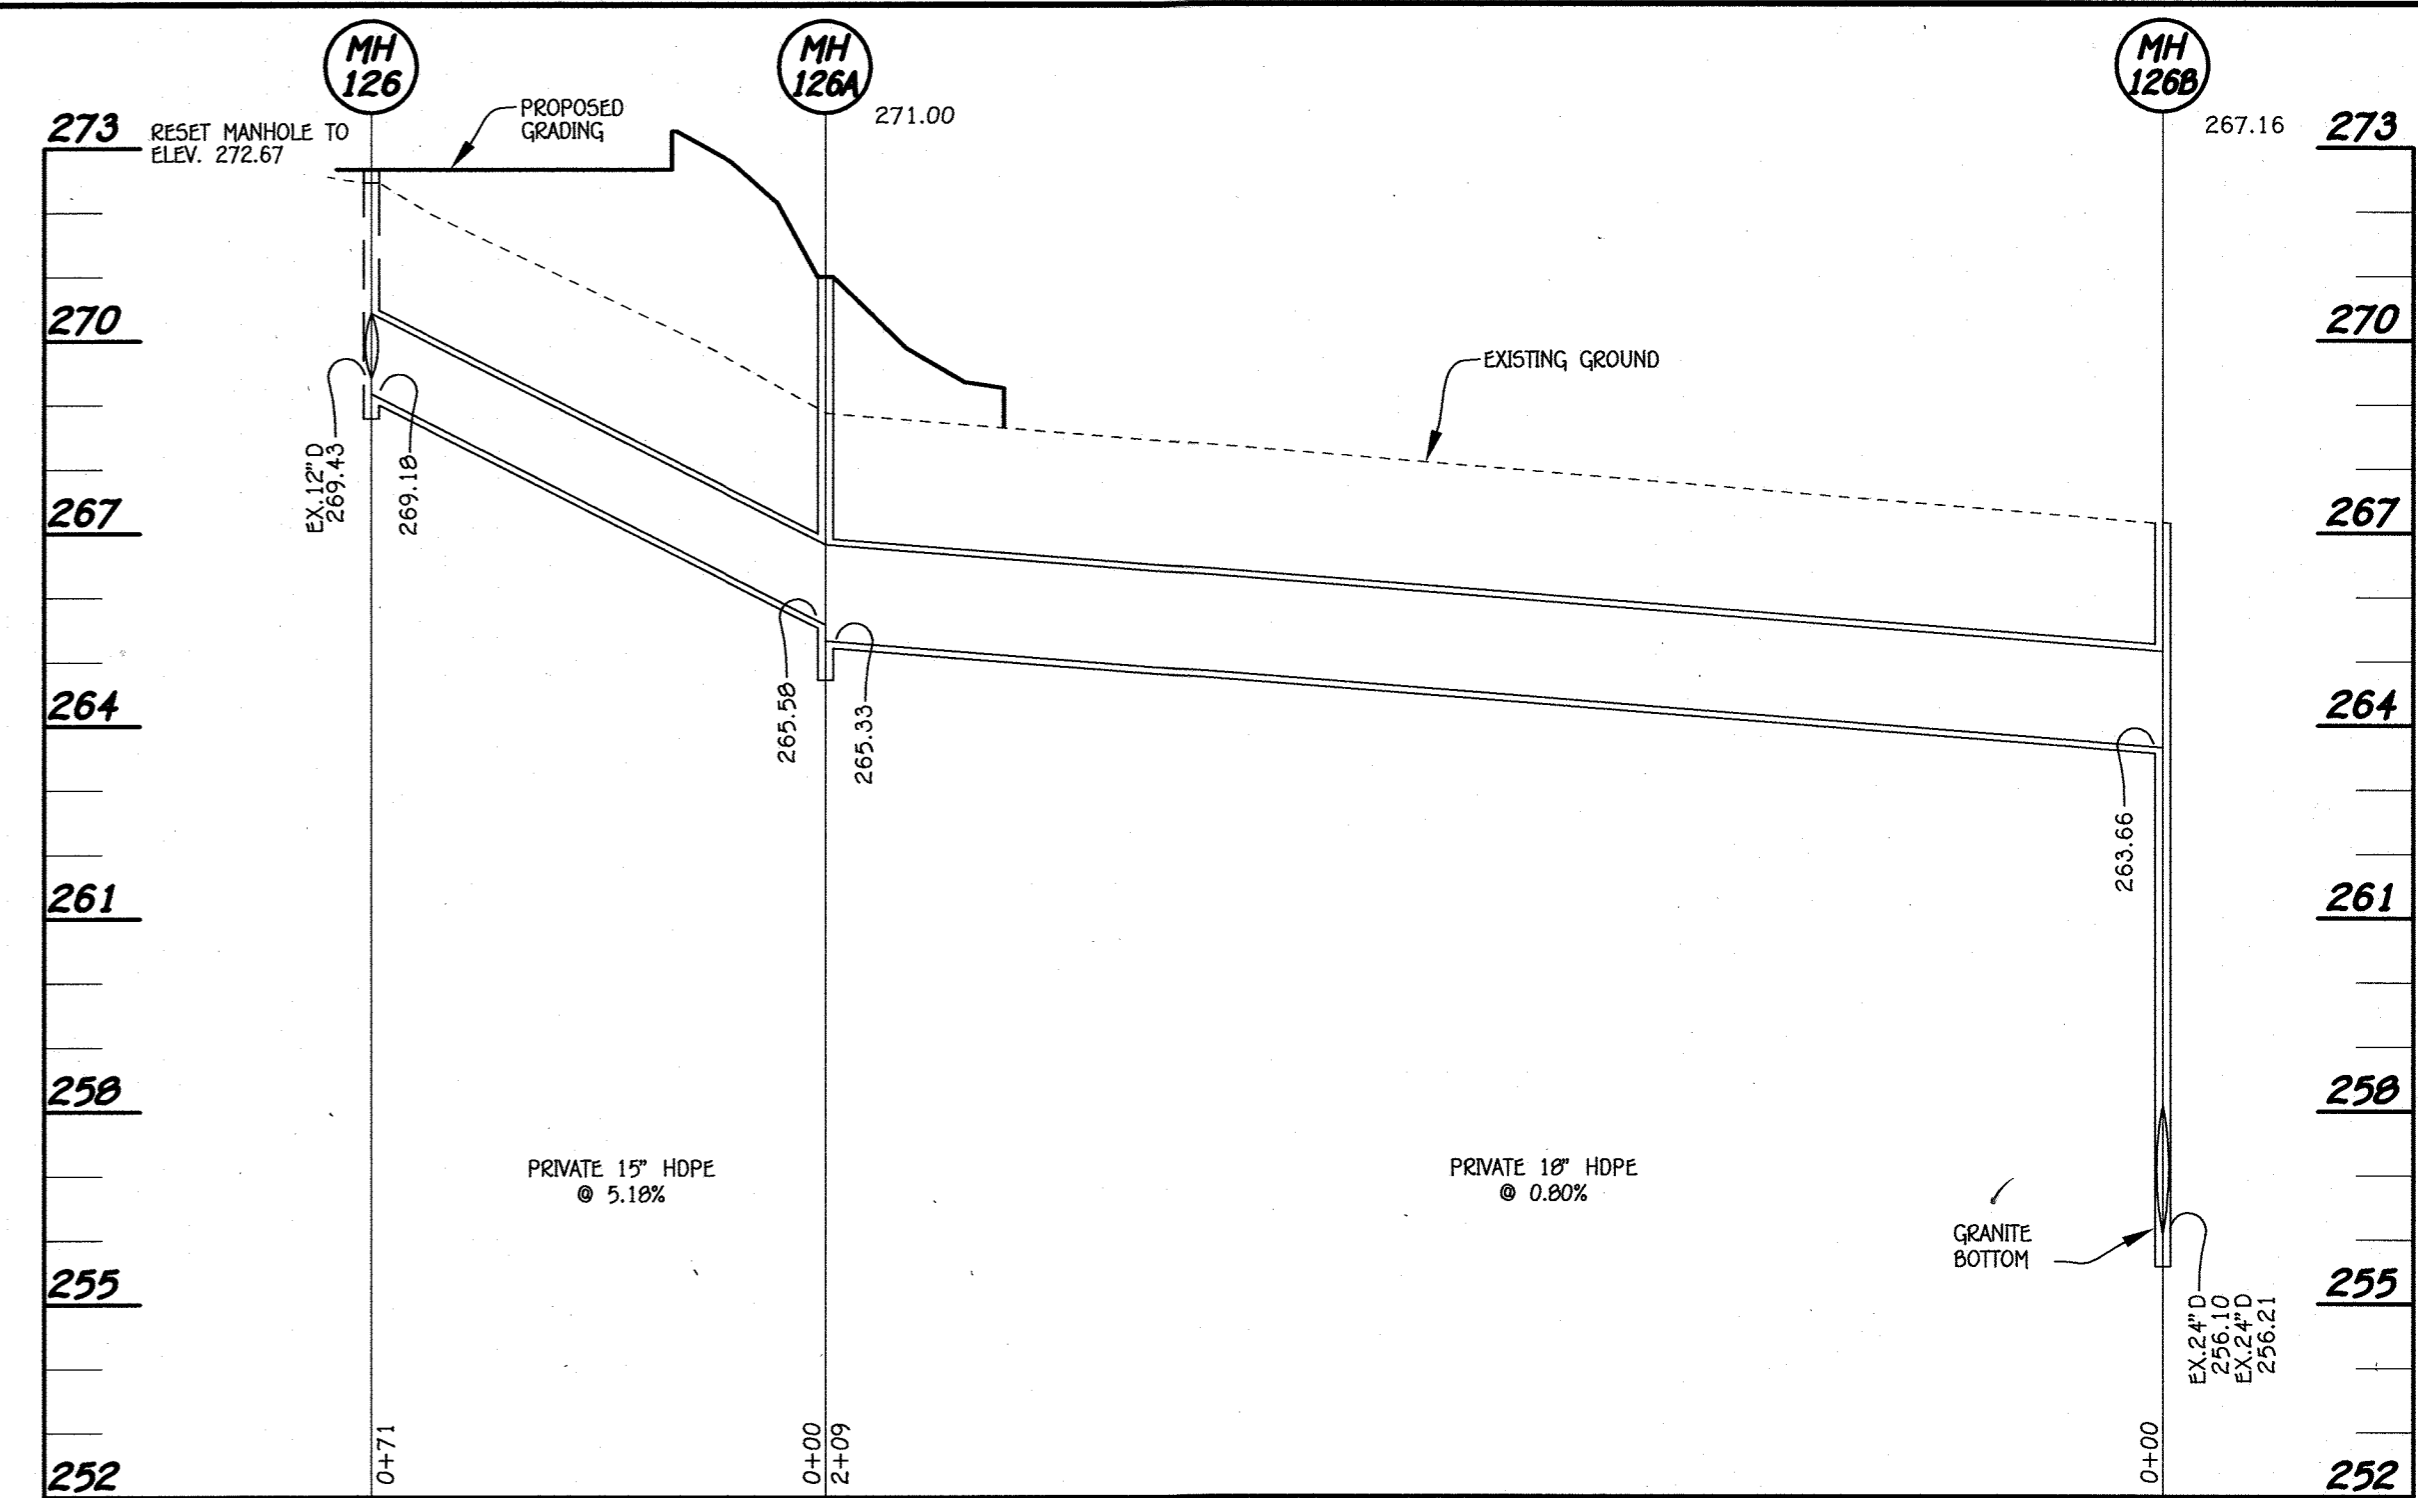 MH
126
MH
126A
MH
126B
271.00
267.16
PROPOSED
GRADING
RESET MANHOLE TO
ELEV. 272.67
273
273
270
270
EXISTING GROUND
EX.12"D
269.43
269.18
267
267
265.58
265.33
264
264
263.66
261
261
258
258
PRIVATE 15" HDPE
@ 5.18%
PRIVATE 18" HDPE
@ 0.80%
GRANITE
BOTTOM
255
255
EX.24"D
256.10
EX.24"D
256.21
0+71
0+00
2+09
0+00
252
252